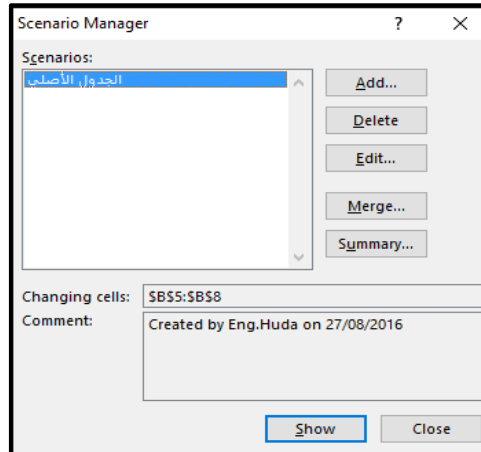 Scenario Manager ? ×
Scenarios:
الجدول الأصلي
Add...
Delete
Edit...
Merge...
Summary...
Changing cells: $B$5:$B$8
Comment: Created by Eng.Huda on 27/08/2016
Show Close